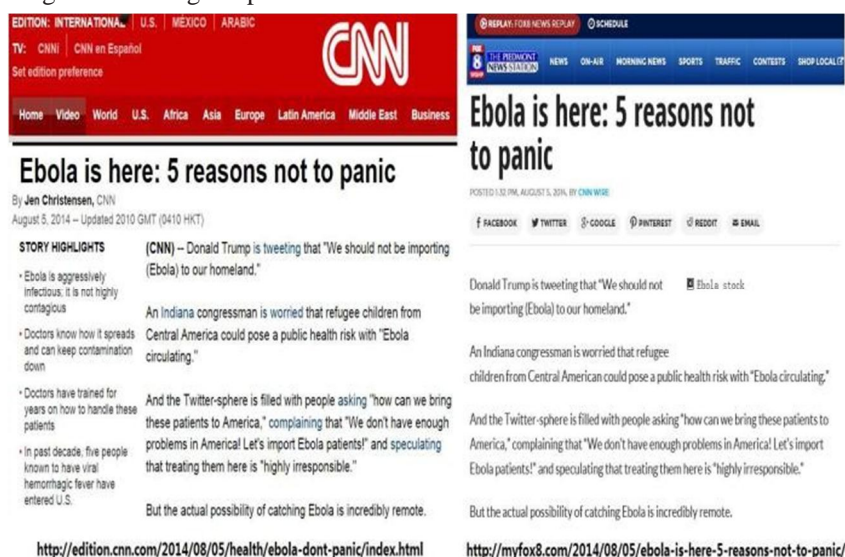 EDITION: INTERNATIONAL U.S. MÉXICO ARABIC
TV: CNNi CNN en Español
Set edition preference
CNN
Home Video World U.S. Africa Asia Europe Latin America Middle East Business
Ebola is here: 5 reasons not to panic
By Jen Christensen, CNN
August 5, 2014 -- Updated 2010 GMT (0410 HKT)
STORY HIGHLIGHTS
• Ebola is aggressively
infectious; it is not highly
contagious
• Doctors know how it spreads
and can keep contamination
down
• Doctors have trained for
years on how to handle these
patients
• In past decade, five people
known to have viral
hemorrhagic fever have
entered U.S.
(CNN) -- Donald Trump is tweeting that "We should not be importing
(Ebola) to our homeland."
An Indiana congressman is worried that refugee children from
Central America could pose a public health risk with "Ebola
circulating."
And the Twitter-sphere is filled with people asking "how can we bring
these patients to America," complaining that "We don't have enough
problems in America! Let's import Ebola patients!" and speculating
that treating them here is "highly irresponsible."
But the actual possibility of catching Ebola is incredibly remote.
http://edition.cnn.com/2014/08/05/health/ebola-dont-panic/index.html
REPLAY: FOX8 NEWS REPLAY SCHEDULE
FOX 8 THE PIEDMONT NEWS STATION NEWS ON-AIR MORNING NEWS SPORTS TRAFFIC CONTESTS SHOP LOCAL
Ebola is here: 5 reasons not
to panic
POSTED 1:32 PM, AUGUST 5, 2014, BY CNN WIRE
FACEBOOK TWITTER GOOGLE PINTEREST REDDIT EMAIL
Donald Trump is tweeting that "We should not
be importing (Ebola) to our homeland."
Ebola stock
An Indiana congressman is worried that refugee
children from Central American could pose a public health risk with "Ebola circulating."
And the Twitter-sphere is filled with people asking "how can we bring these patients to
America," complaining that "We don't have enough problems in America! Let's import
Ebola patients!" and speculating that treating them here is "highly irresponsible."
But the actual possibility of catching Ebola is incredibly remote.
http://myfox8.com/2014/08/05/ebola-is-here-5-reasons-not-to-panic/